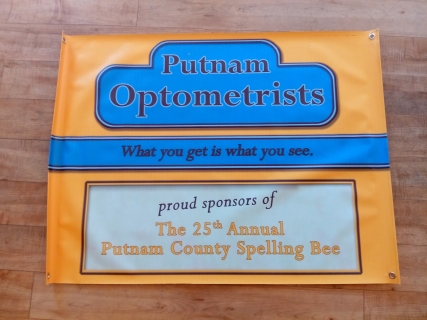 Putnam
Optometrists
What you get is what you see.
proud sponsors of
The 25th Annual
Putnam County Spelling Bee